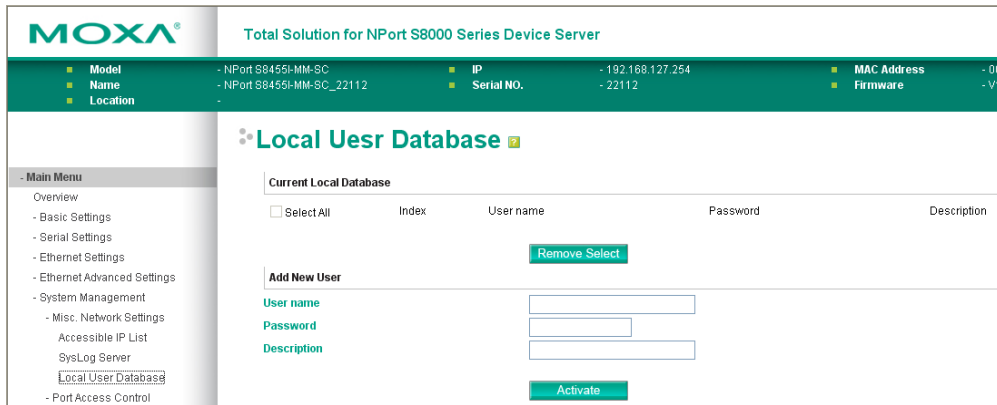 MOXA®
Total Solution for NPort S8000 Series Device Server
Model - NPort S8455I-MM-SC IP - 192.168.127.254 MAC Address
Name - NPort S8455I-MM-SC_22112 Serial NO. - 22112 Firmware
Location -
Local Uesr Database
- Main Menu
Overview
- Basic Settings
- Serial Settings
- Ethernet Settings
- Ethernet Advanced Settings
- System Management
- Misc. Network Settings
Accessible IP List
SysLog Server
Local User Database
- Port Access Control
Current Local Database
Select All Index User name Password Description
Remove Select
Add New User
User name
Password
Description
Activate